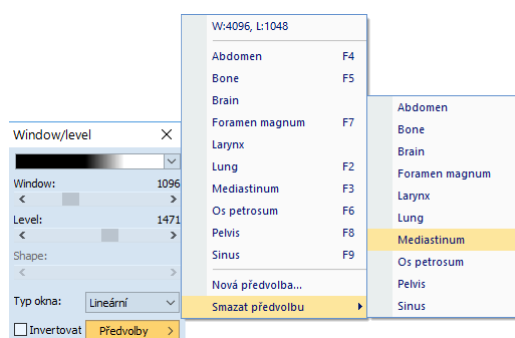 Window/level
Window: 1096
Level: 1471
Shape:
Typ okna: Lineární
Invertovat Předvolby
W:4096, L:1048
Abdomen F4
Bone F5
Brain
Foramen magnum F7
Larynx
Lung F2
Mediastinum F3
Os petrosum F6
Pelvis F8
Sinus F9
Nová předvolba...
Smazat předvolbu
Abdomen
Bone
Brain
Foramen magnum
Larynx
Lung
Mediastinum
Os petrosum
Pelvis
Sinus